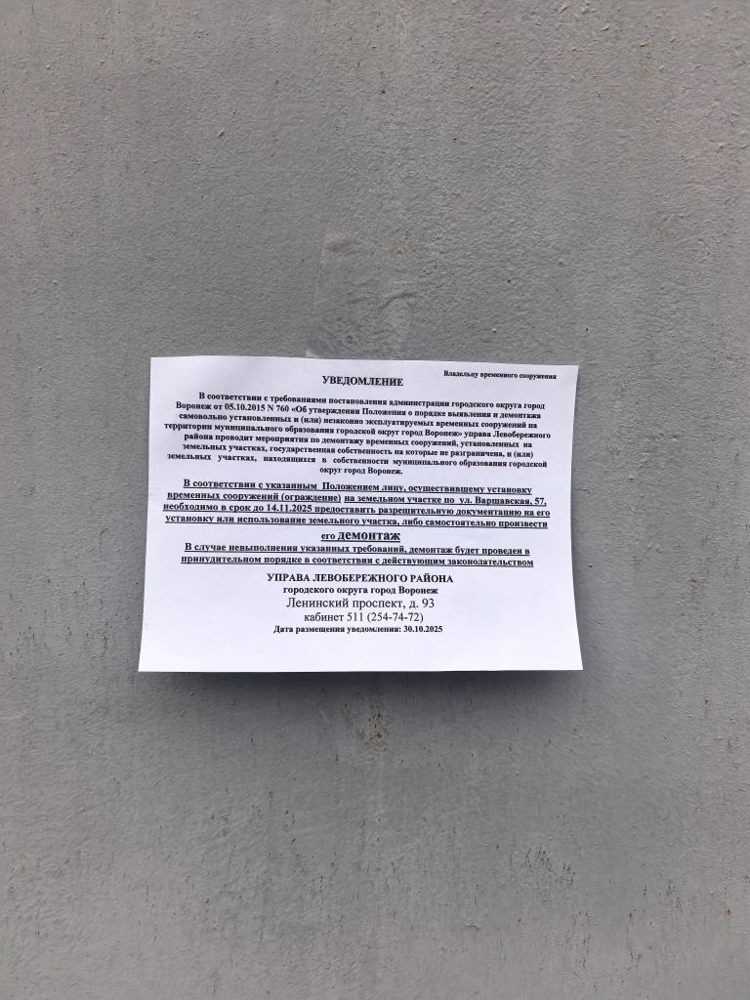 Владельцу временного сооружения
УВЕДОМЛЕНИЕ
В соответствии с требованиями постановления администрации городского округа город
Воронеж от 05.10.2015 N 760 «Об утверждении Положения о порядке выявления и демонтажа
самовольно установленных и (или) незаконно эксплуатируемых временных сооружений на
территории муниципального образования городской округ город Воронеж» управа Левобережного
района проводит мероприятия по демонтажу временных сооружений, установленных на
земельных участках, государственная собственность на которые не разграничена, и (или)
земельных участках, находящихся в собственности муниципального образования городской
округ город Воронеж.
В соответствии с указанным Положением лицу, осуществившему установку
временных сооружений (ограждение) на земельном участке по ул. Варшавская, 57,
необходимо в срок до 14.11.2025 предоставить разрешительную документацию на его
установку или использование земельного участка, либо самостоятельно произвести
его демонтаж
В случае невыполнения указанных требований, демонтаж будет проведен в
принудительном порядке в соответствии с действующим законодательством
УПРАВА ЛЕВОБЕРЕЖНОГО РАЙОНА
городского округа город Воронеж
Ленинский проспект, д. 93
кабинет 511 (254-74-72)
Дата размещения уведомления: 30.10.2025